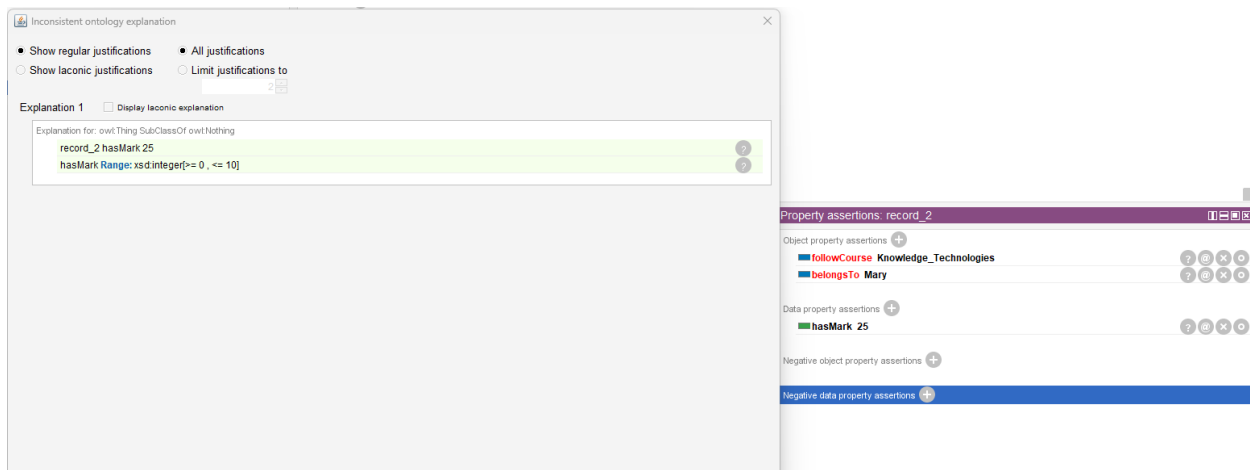 Inconsistent ontology explanation
Show regular justifications All justifications
Show laconic justifications Limit justifications to
2
Explanation 1 Display laconic explanation
Explanation for: owl:Thing SubClassOf owl:Nothing
record_2 hasMark 25
hasMark Range: xsd:integer[>= 0 , <= 10]
Property assertions: record_2
Object property assertions
followCourse Knowledge_Technologies
belongsTo Mary
Data property assertions
hasMark 25
Negative object property assertions
Negative data property assertions